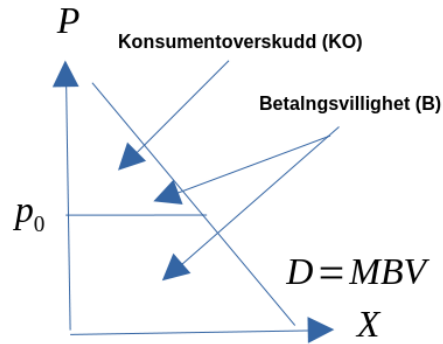 P
Konsumentoverskudd (KO)
Betalngsvillighet (B)
p₀
D = MBV
X